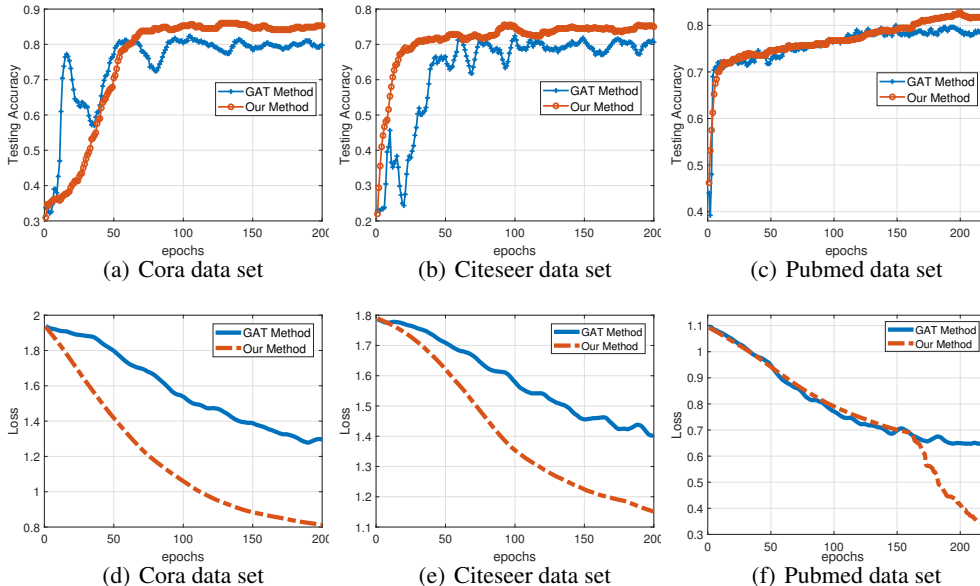 0.9
0.8
0.7
0.6
0.5
0.4
0.3
0.2
Testing Accuracy
GAT Method
Our Method
0 50 100 150 200
epochs
(a) Cora data set
0.8
0.7
0.6
0.5
0.4
0.3
0.2
Testing Accuracy
GAT Method
Our Method
0 50 100 150 200
epochs
(b) Citeseer data set
0.8
0.7
0.6
0.5
0.4
Testing Accuracy
GAT Method
Our Method
0 50 100 150 200
epochs
(c) Pubmed data set
2
1.8
1.6
1.4
1.2
1
0.8
Loss
GAT Method
Our Method
0 50 100 150 200
epochs
(d) Cora data set
1.8
1.7
1.6
1.5
1.4
1.3
1.2
1.1
Loss
GAT Method
Our Method
0 50 100 150 200
epochs
(e) Citeseer data set
1.1
1
0.9
0.8
0.7
0.6
0.5
0.4
0.3
Loss
GAT Method
Our Method
0 50 100 150 200
epochs
(f) Pubmed data set